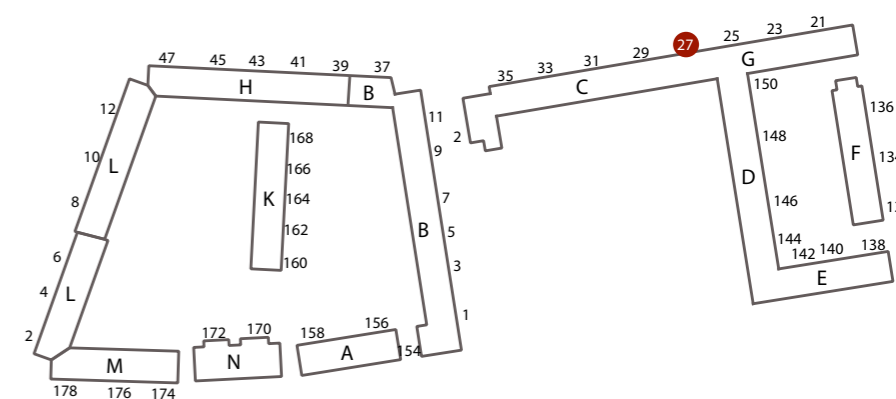 47 45 43 41 39 37
H B
12 10 8 L
6 4 2 L
168 166 164 162 160
K
11 9 7 5 3 1
B
172 170
N
158 156 154
A
M
178 176 174
35 33 31 29 27 25 23 21
C G
2
150 148 146 144 142 140 138
D
E
136
F